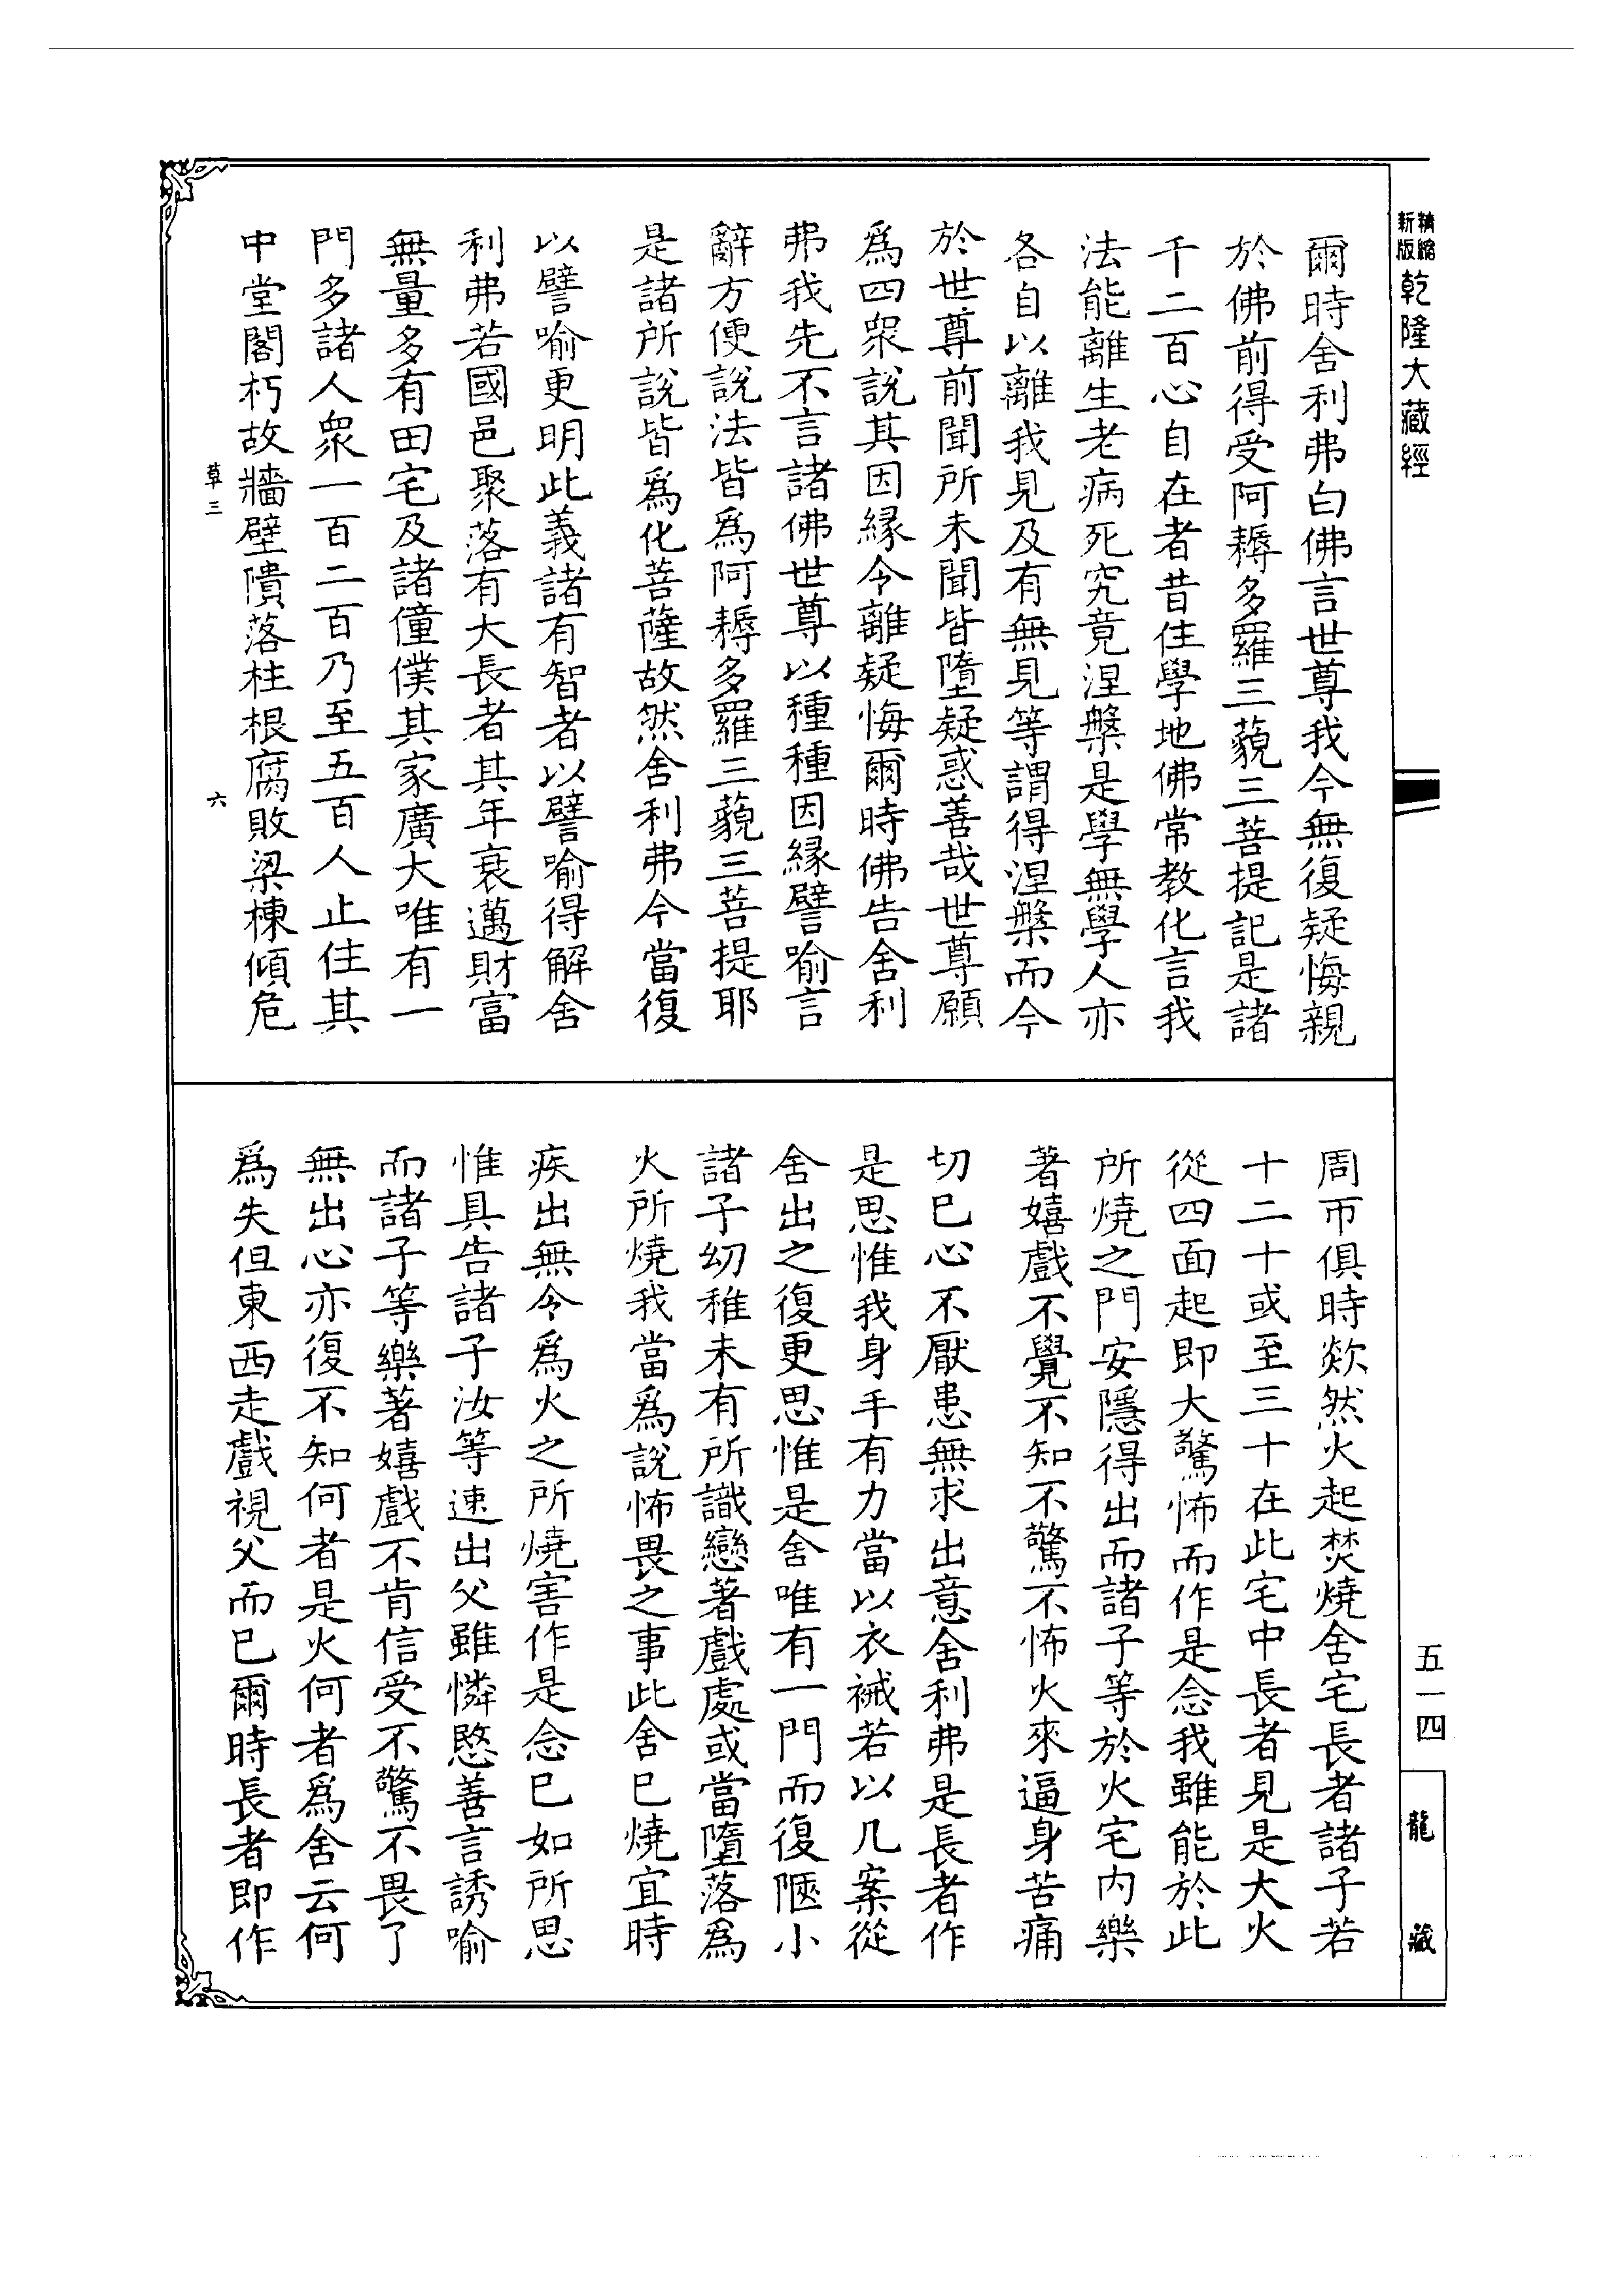 新版
精縮
乾隆大藏經
爾時舍利弗白佛言世尊我今無復疑悔親
於佛前得受阿耨多羅三藐三菩提記是諸
千二百心自在者昔住學地佛常教化言我
法能離生老病死究竟涅槃是學無學人亦
各自以離我見及有無見等謂得涅槃而今
於世尊前聞所未聞皆墮疑惑善哉世尊願
爲四衆說其因緣令離疑悔爾時佛告舍利
弗我先不言諸佛世尊以種種因緣譬喻言
辭方便說法皆爲阿耨多羅三藐三菩提耶
是諸所說皆爲化菩薩故然舍利弗今當復
以譬喻更明此義諸有智者以譬喻得解舍
利弗若國邑聚落有大長者其年衰邁財富
無量多有田宅及諸僮僕其家廣大唯有一
門多諸人衆一百二百乃至五百人止住其
中堂閣朽故牆壁隤落柱根腐敗梁棟傾危
草三
六
周帀俱時欻然火起焚燒舍宅長者諸子若
十二十或至三十在此宅中長者見是大火
從四面起即大驚怖而作是念我雖能於此
所燒之門安隱得出而諸子等於火宅內樂
著嬉戲不覺不知不驚不怖火來逼身苦痛
切已心不厭患無求出意舍利弗是長者作
是思惟我身手有力當以衣裓若以几案從
舍出之復更思惟是舍唯有一門而復陿小
諸子幼稚未有所識戀著戲處或當墮落爲
火所燒我當爲說怖畏之事此舍已燒宜時
疾出無令爲火之所燒害作是念已如所思
惟具告諸子汝等速出父雖憐愍善言誘喻
而諸子等樂著嬉戲不肯信受不驚不畏了
無出心亦復不知何者是火何者爲舍云何
爲失但東西走戲視父而已爾時長者即作
五一四
龍藏